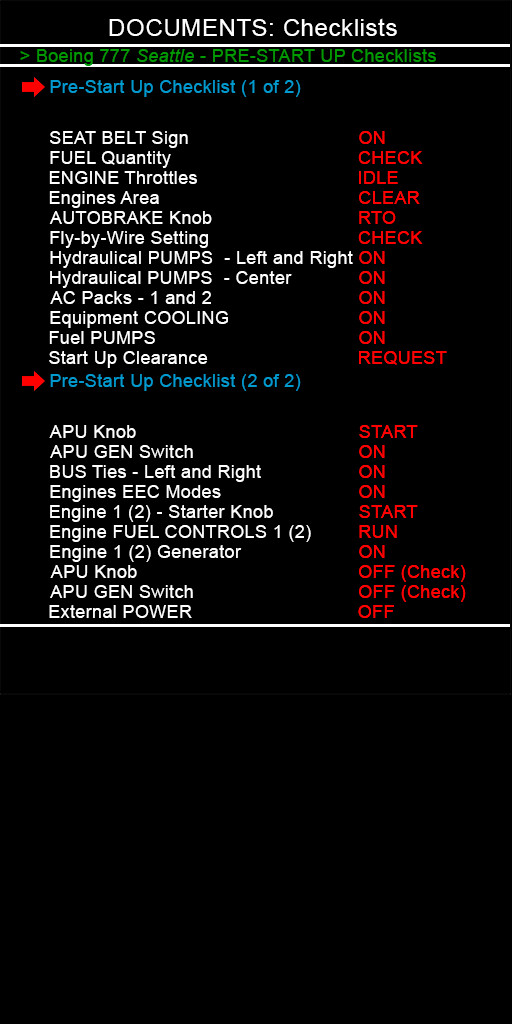 DOCUMENTS: Checklists
> Boeing 777 Seattle - PRE-START UP Checklists
Pre-Start Up Checklist (1 of 2)
SEAT BELT Sign ON
FUEL Quantity CHECK
ENGINE Throttles IDLE
Engines Area CLEAR
AUTOBRAKE Knob RTO
Fly-by-Wire Setting CHECK
Hydraulical PUMPS - Left and Right ON
Hydraulical PUMPS - Center ON
AC Packs - 1 and 2 ON
Equipment COOLING ON
Fuel PUMPS ON
Start Up Clearance REQUEST
Pre-Start Up Checklist (2 of 2)
APU Knob START
APU GEN Switch ON
BUS Ties - Left and Right ON
Engines EEC Modes ON
Engine 1 (2) - Starter Knob START
Engine FUEL CONTROLS 1 (2) RUN
Engine 1 (2) Generator ON
APU Knob OFF (Check)
APU GEN Switch OFF (Check)
External POWER OFF